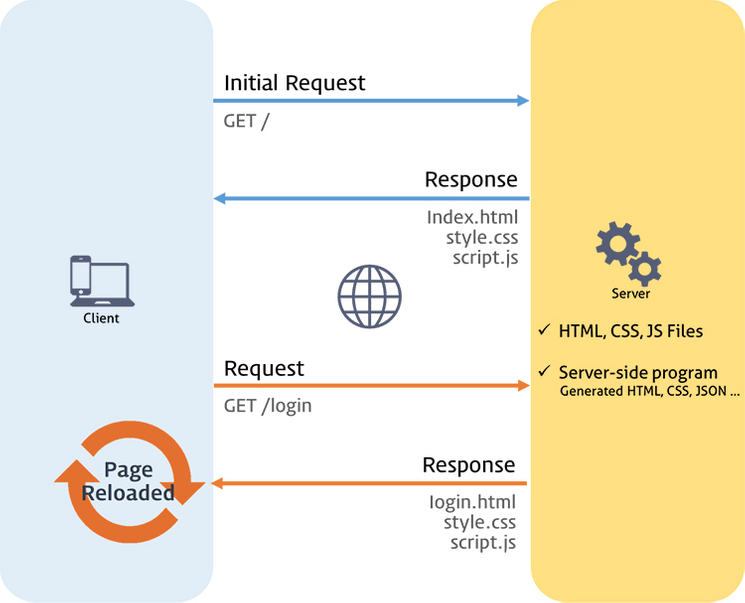 Initial Request
GET /
Response
Index.html
style.css
script.js
Client
Server
HTML, CSS, JS Files
Server-side program
Generated HTML, CSS, JSON ...
Request
GET /login
Page
Reloaded
Response
login.html
style.css
script.js